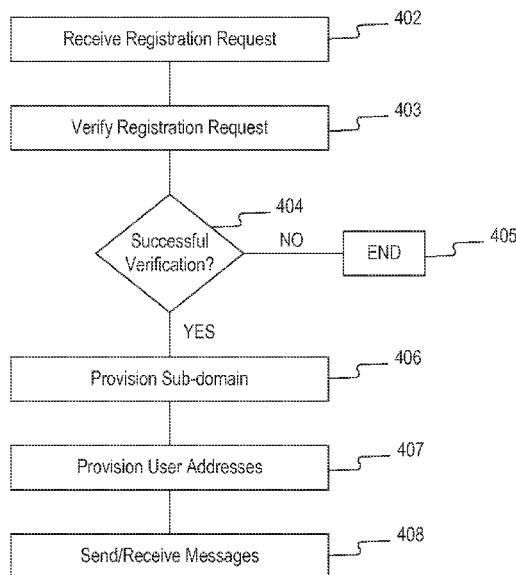 402
Receive Registration Request
403
Verify Registration Request
404
Successful
Verification?
NO
END
405
YES
406
Provision Sub-domain
407
Provision User Addresses
408
Send/Receive Messages